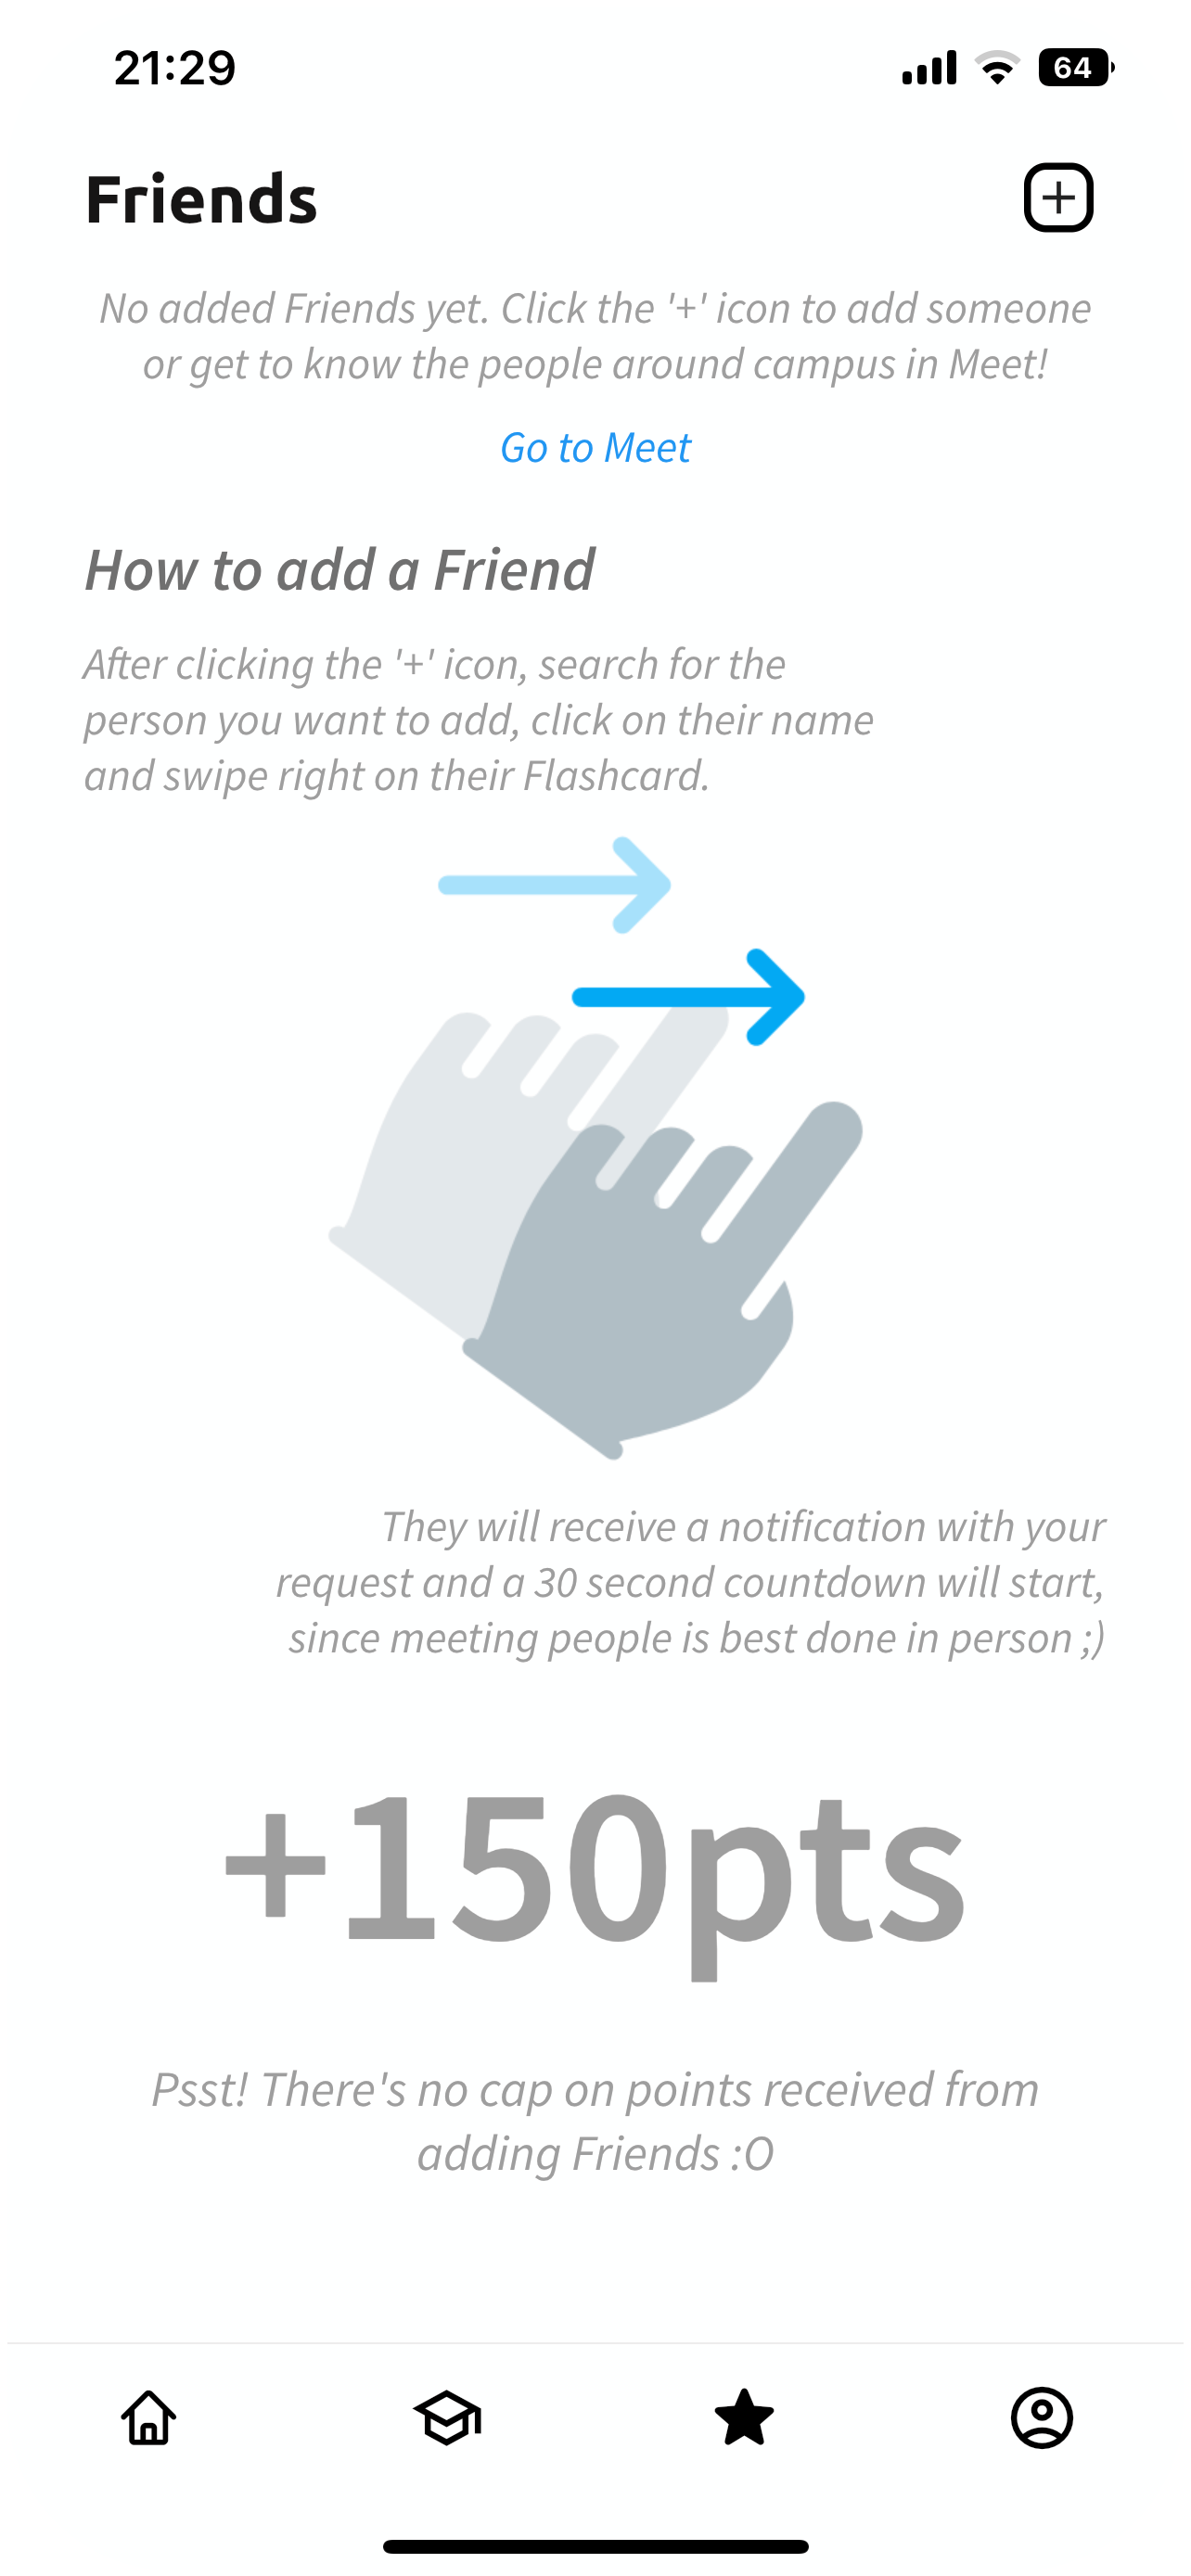 21:29
64
Friends
No added Friends yet. Click the '+' icon to add someone
or get to know the people around campus in Meet!
Go to Meet
How to add a Friend
After clicking the '+' icon, search for the
person you want to add, click on their name
and swipe right on their Flashcard.
They will receive a notification with your
request and a 30 second countdown will start,
since meeting people is best done in person ;)
+150pts
Psst! There's no cap on points received from
adding Friends :O